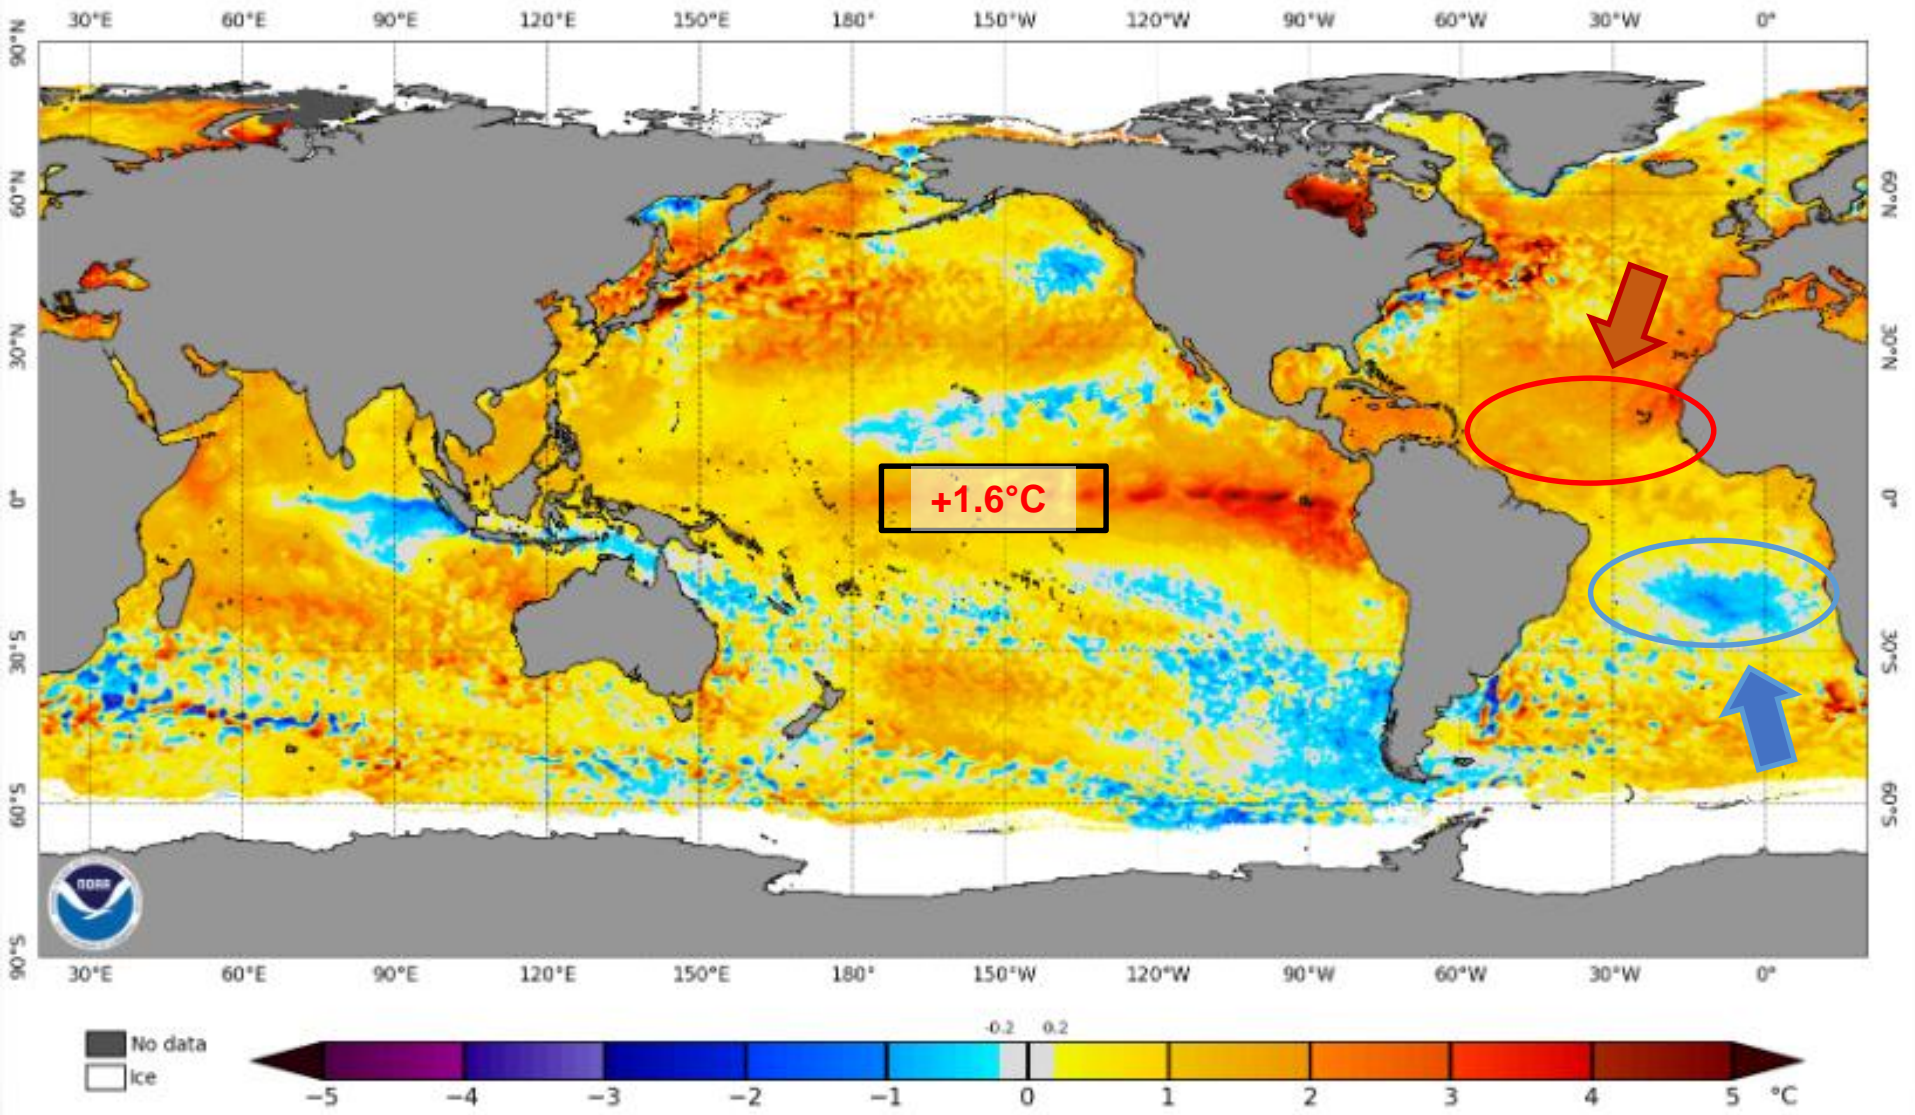 30°E 60°E 90°E 120°E 150°E 180° 150°W 120°W 90°W 60°W 30°W 0°
90°N
60°N 60°N
30°N 30°N
0° 0°
+1.6°C
30°S 30°S
60°S 60°S
90°S
NOAA
30°E 60°E 90°E 120°E 150°E 180° 150°W 120°W 90°W 60°W 30°W 0°
-0.2 0.2
No data
Ice
−5 −4 −3 −2 −1 0 1 2 3 4 5 °C